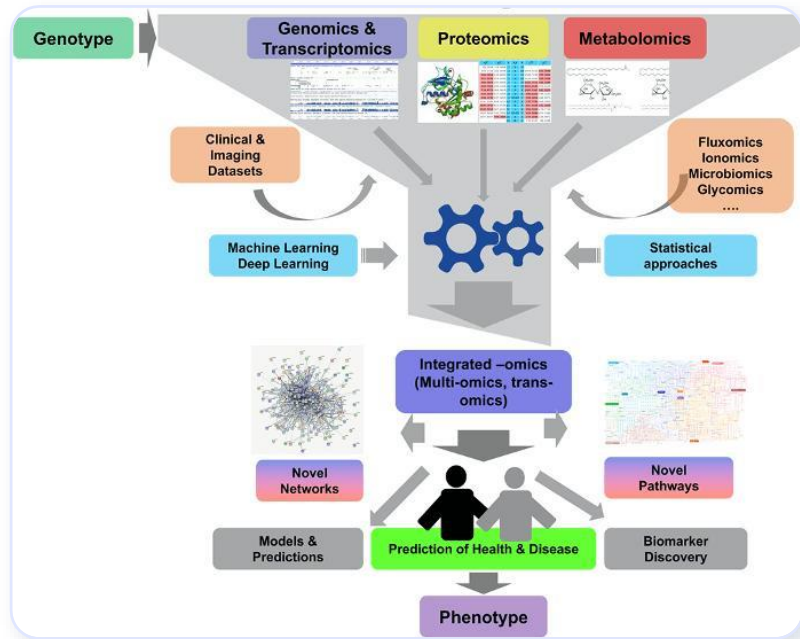 Genotype
Genomics &
Transcriptomics
Proteomics
Metabolomics
Clinical &
Imaging
Datasets
Fluxomics
Ionomics
Microbiomics
Glycomics
....
Machine Learning
Deep Learning
Statistical
approaches
Integrated –omics
(Multi-omics, trans-
omics)
Novel
Networks
Novel
Pathways
Models &
Predictions
Prediction of Health & Disease
Biomarker
Discovery
Phenotype